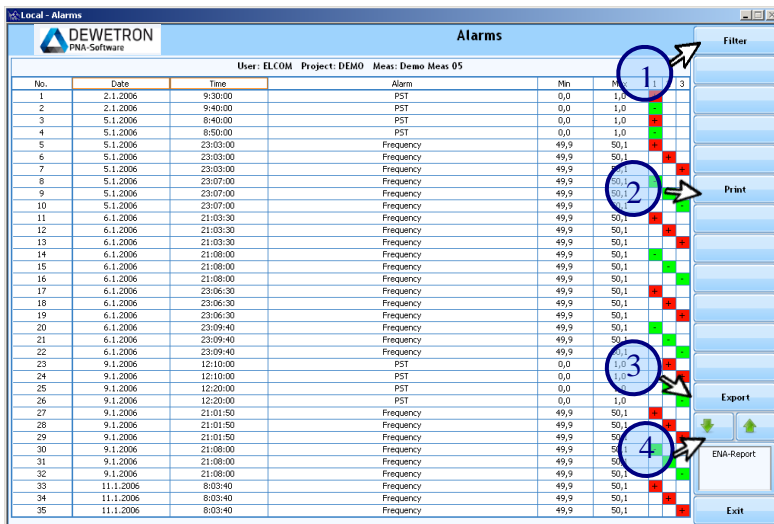 Local - Alarms
DEWETRON
PNA-Software
Alarms
Filter
User: ELCOM Project: DEMO Meas: Demo Meas 05
1
No. Date Time Alarm Min Max 1 3
1 2.1.2006 9:30:00 PST 0,0 1,0 +
2 2.1.2006 9:40:00 PST 0,0 1,0 -
3 5.1.2006 8:40:00 PST 0,0 1,0 +
4 5.1.2006 8:50:00 PST 0,0 1,0 -
5 5.1.2006 23:03:00 Frequency 49,9 50,1 +
6 5.1.2006 23:03:00 Frequency 49,9 50,1 +
7 5.1.2006 23:03:00 Frequency 49,9 50,1 +
8 5.1.2006 23:07:00 Frequency 49,9 50,1 -
9 5.1.2006 23:07:00 Frequency 49,9 50,1 -
10 5.1.2006 23:07:00 Frequency 49,9 50,1 -
2
Print
11 6.1.2006 21:03:30 Frequency 49,9 50,1 +
12 6.1.2006 21:03:30 Frequency 49,9 50,1 +
13 6.1.2006 21:03:30 Frequency 49,9 50,1 +
14 6.1.2006 21:08:00 Frequency 49,9 50,1 -
15 6.1.2006 21:08:00 Frequency 49,9 50,1 -
16 6.1.2006 21:08:00 Frequency 49,9 50,1 -
17 6.1.2006 23:06:30 Frequency 49,9 50,1 +
18 6.1.2006 23:06:30 Frequency 49,9 50,1 +
19 6.1.2006 23:06:30 Frequency 49,9 50,1 +
20 6.1.2006 23:09:40 Frequency 49,9 50,1 -
21 6.1.2006 23:09:40 Frequency 49,9 50,1 -
22 6.1.2006 23:09:40 Frequency 49,9 50,1 -
23 9.1.2006 12:10:00 PST 0,0 1,0 +
24 9.1.2006 12:10:00 PST 0,0 1,0 +
25 9.1.2006 12:20:00 PST 0,0 1,0
26 9.1.2006 12:20:00 PST 0,0 1,0 -
3
Export
27 9.1.2006 21:01:50 Frequency 49,9 50,1 +
28 9.1.2006 21:01:50 Frequency 49,9 50,1 +
29 9.1.2006 21:01:50 Frequency 49,9 50,1 +
30 9.1.2006 21:08:00 Frequency 49,9 50,1 -
31 9.1.2006 21:08:00 Frequency 49,9 50,1 -
32 9.1.2006 21:08:00 Frequency 49,9 50,1 -
4
ENA-Report
33 11.1.2006 8:03:40 Frequency 49,9 50,1 +
34 11.1.2006 8:03:40 Frequency 49,9 50,1 +
35 11.1.2006 8:03:40 Frequency 49,9 50,1 +
Exit